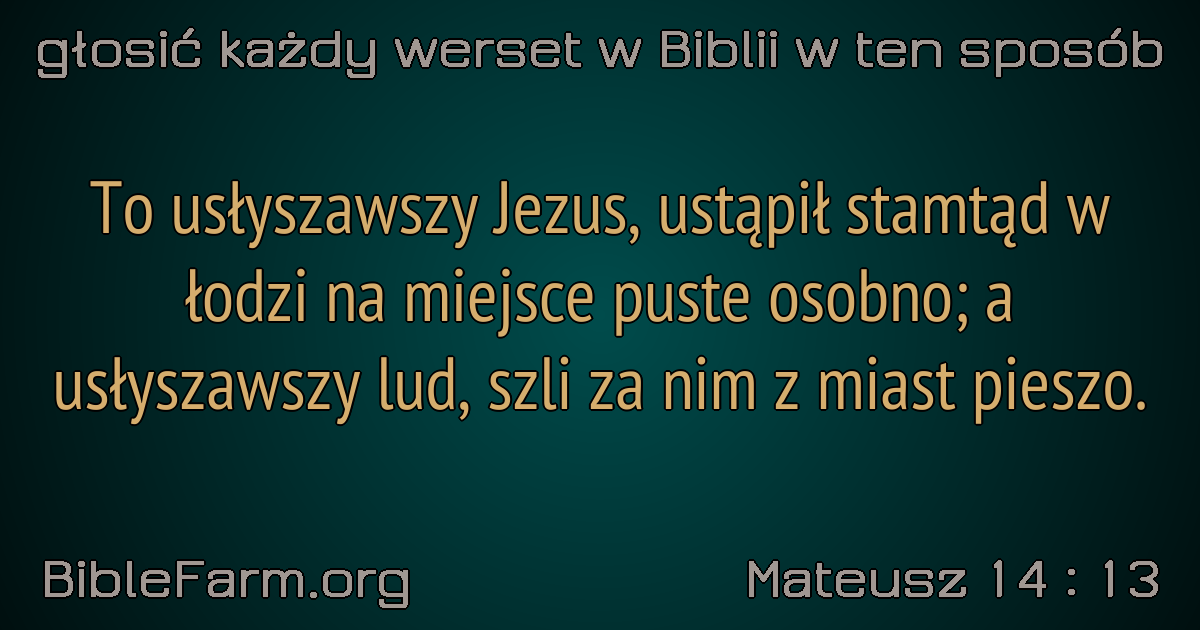 głosić każdy werset w Biblii w ten sposób
To usłyszawszy Jezus, ustąpił stamtąd w
łodzi na miejsce puste osobno; a
usłyszawszy lud, szli za nim z miast pieszo.
BibleFarm.org
Mateusz 14 : 13